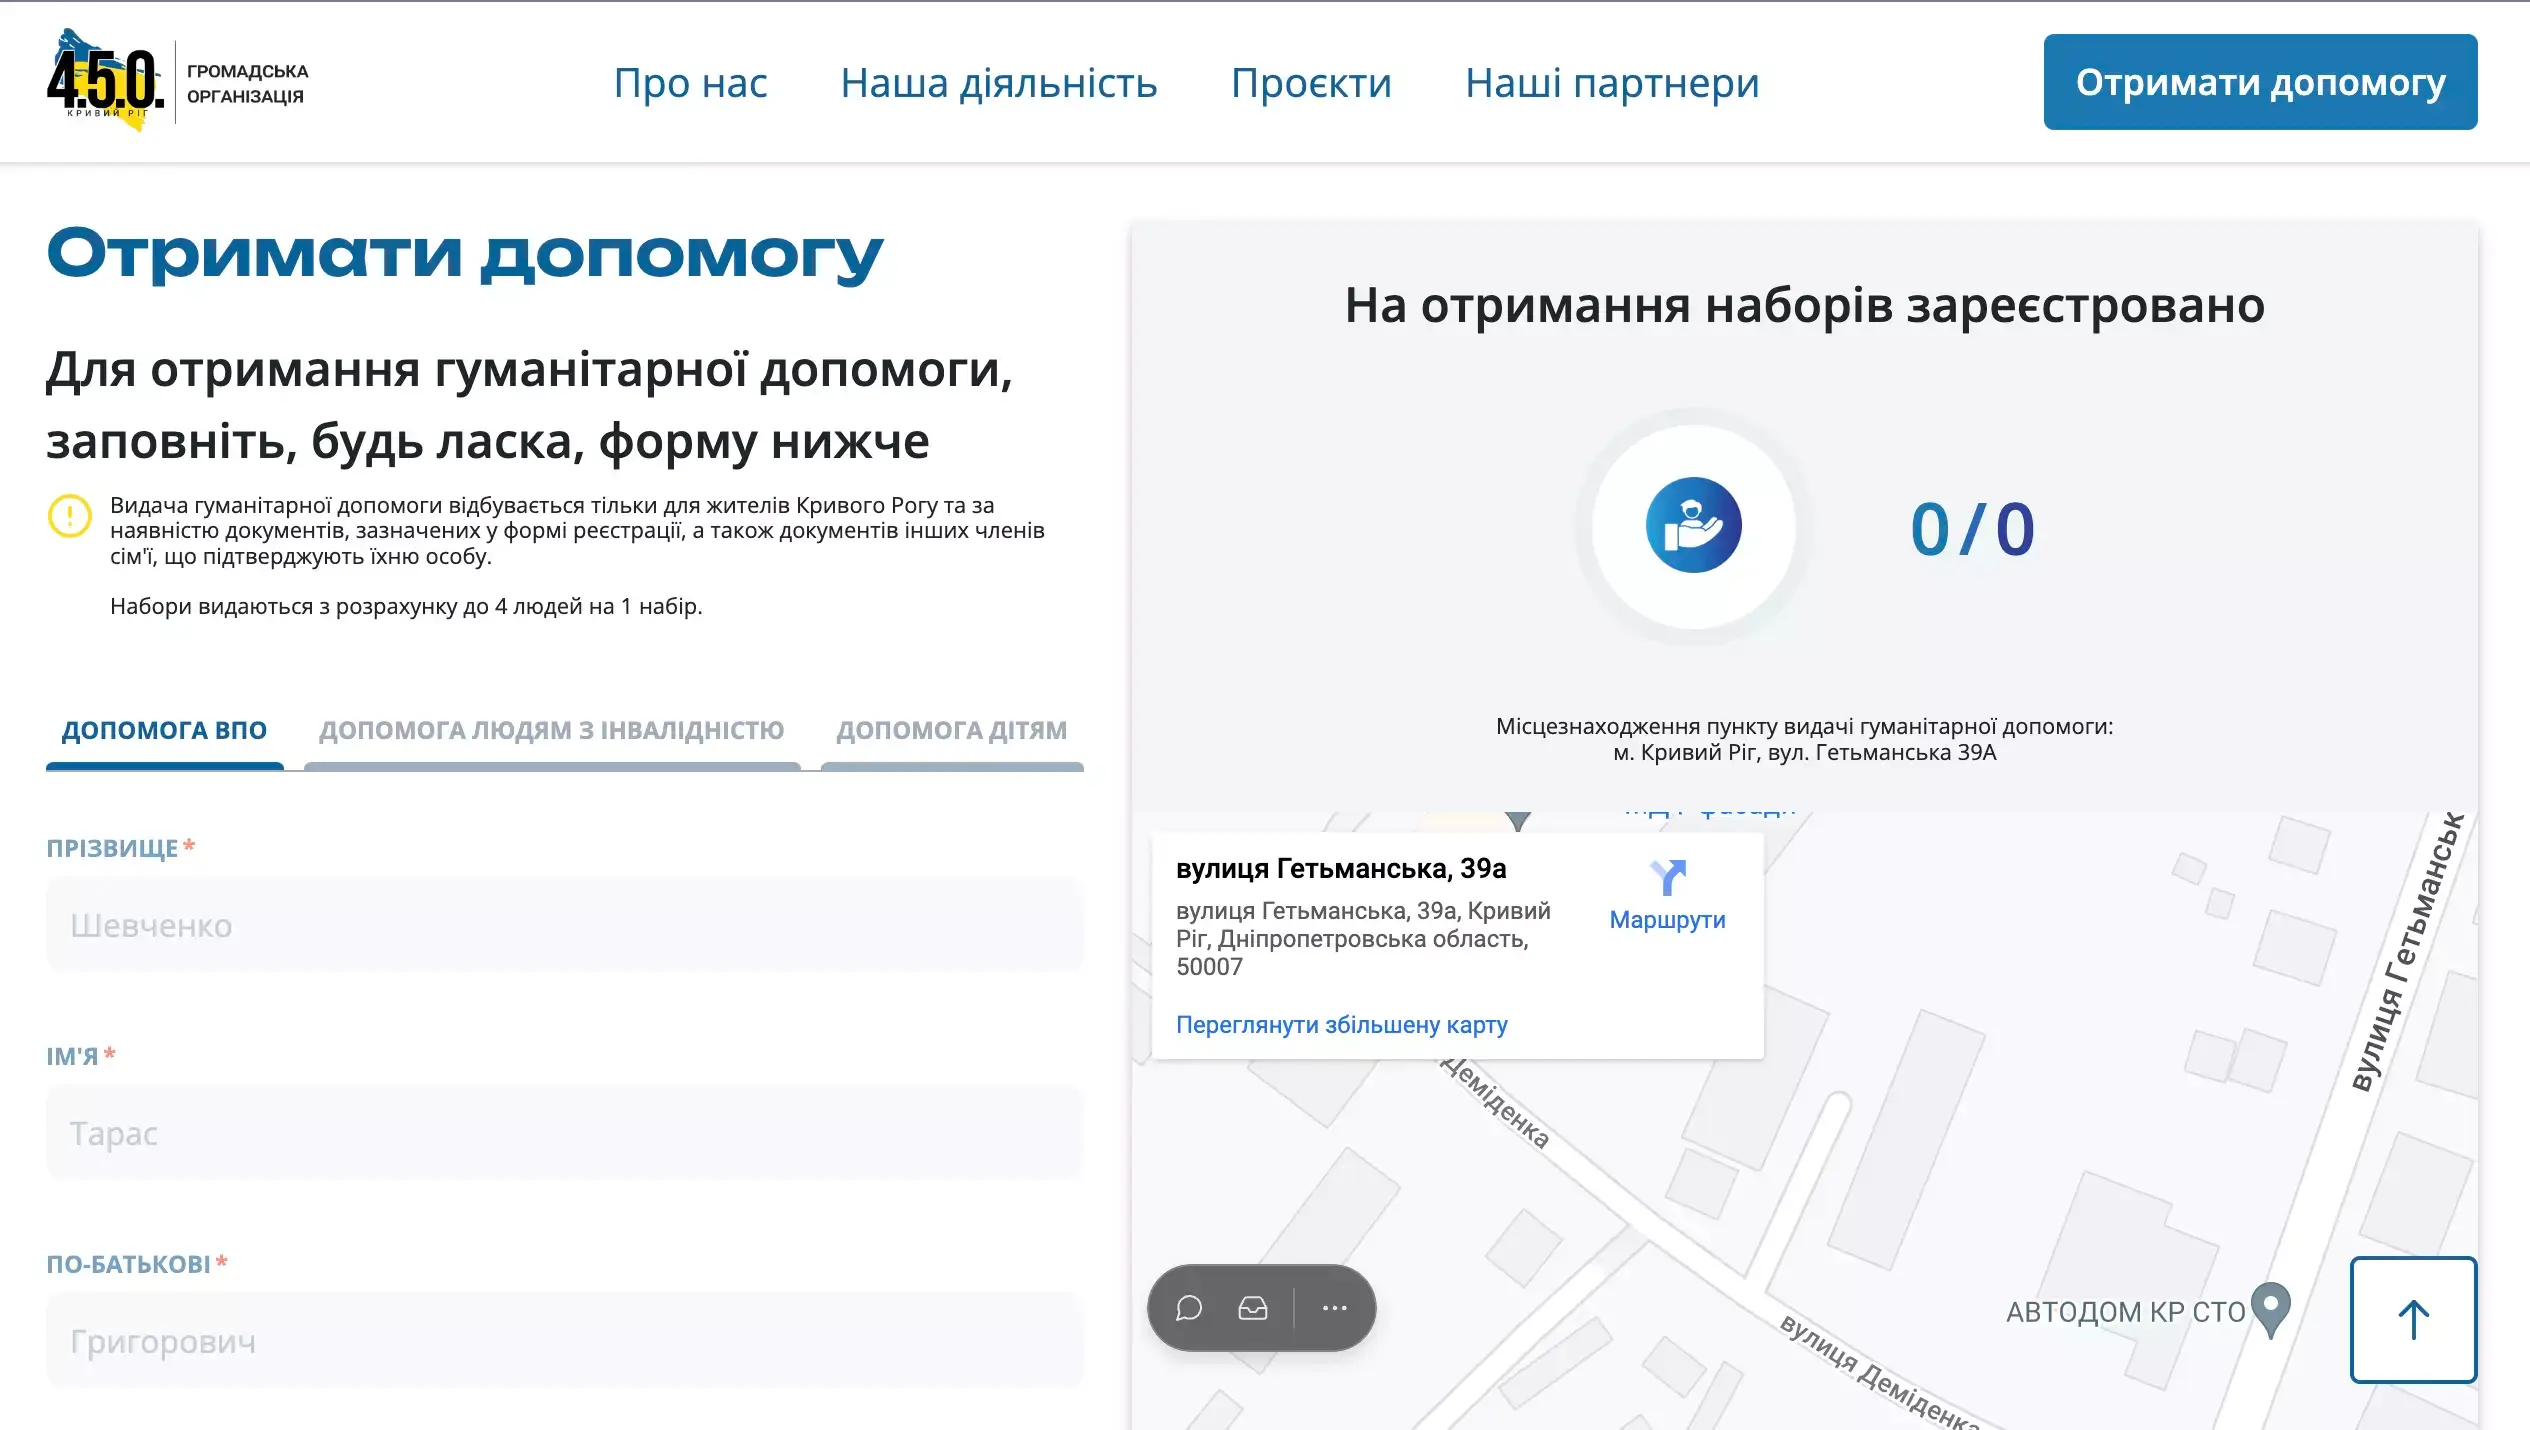 4.5.0.
КРИВИЙ РІГ
ГРОМАДСЬКА
ОРГАНІЗАЦІЯ
Про нас
Наша діяльність
Проєкти
Наші партнери
Отримати допомогу
Отримати допомогу
Для отримання гуманітарної допомоги,
заповніть, будь ласка, форму нижче
Видача гуманітарної допомоги відбувається тільки для жителів Кривого Рогу та за
наявністю документів, зазначених у формі реєстрації, а також документів інших членів
сім'ї, що підтверджують їхню особу.
Набори видаються з розрахунку до 4 людей на 1 набір.
ДОПОМОГА ВПО
ДОПОМОГА ЛЮДЯМ З ІНВАЛІДНІСТЮ
ДОПОМОГА ДІТЯМ
ПРІЗВИЩЕ*
Шевченко
ІМ'Я*
Тарас
ПО-БАТЬКОВІ*
Григорович
На отримання наборів зареєстровано
0/0
Місцезнаходження пункту видачі гуманітарної допомоги:
м. Кривий Ріг, вул. Гетьманська 39А
вулиця Гетьманська, 39а
вулиця Гетьманська, 39а, Кривий
Ріг, Дніпропетровська область,
50007
Маршрути
Переглянути збільшену карту
вулиця Гетьманськ
Деміденка
АВТОДОМ КР СТО
вулиця Деміденка